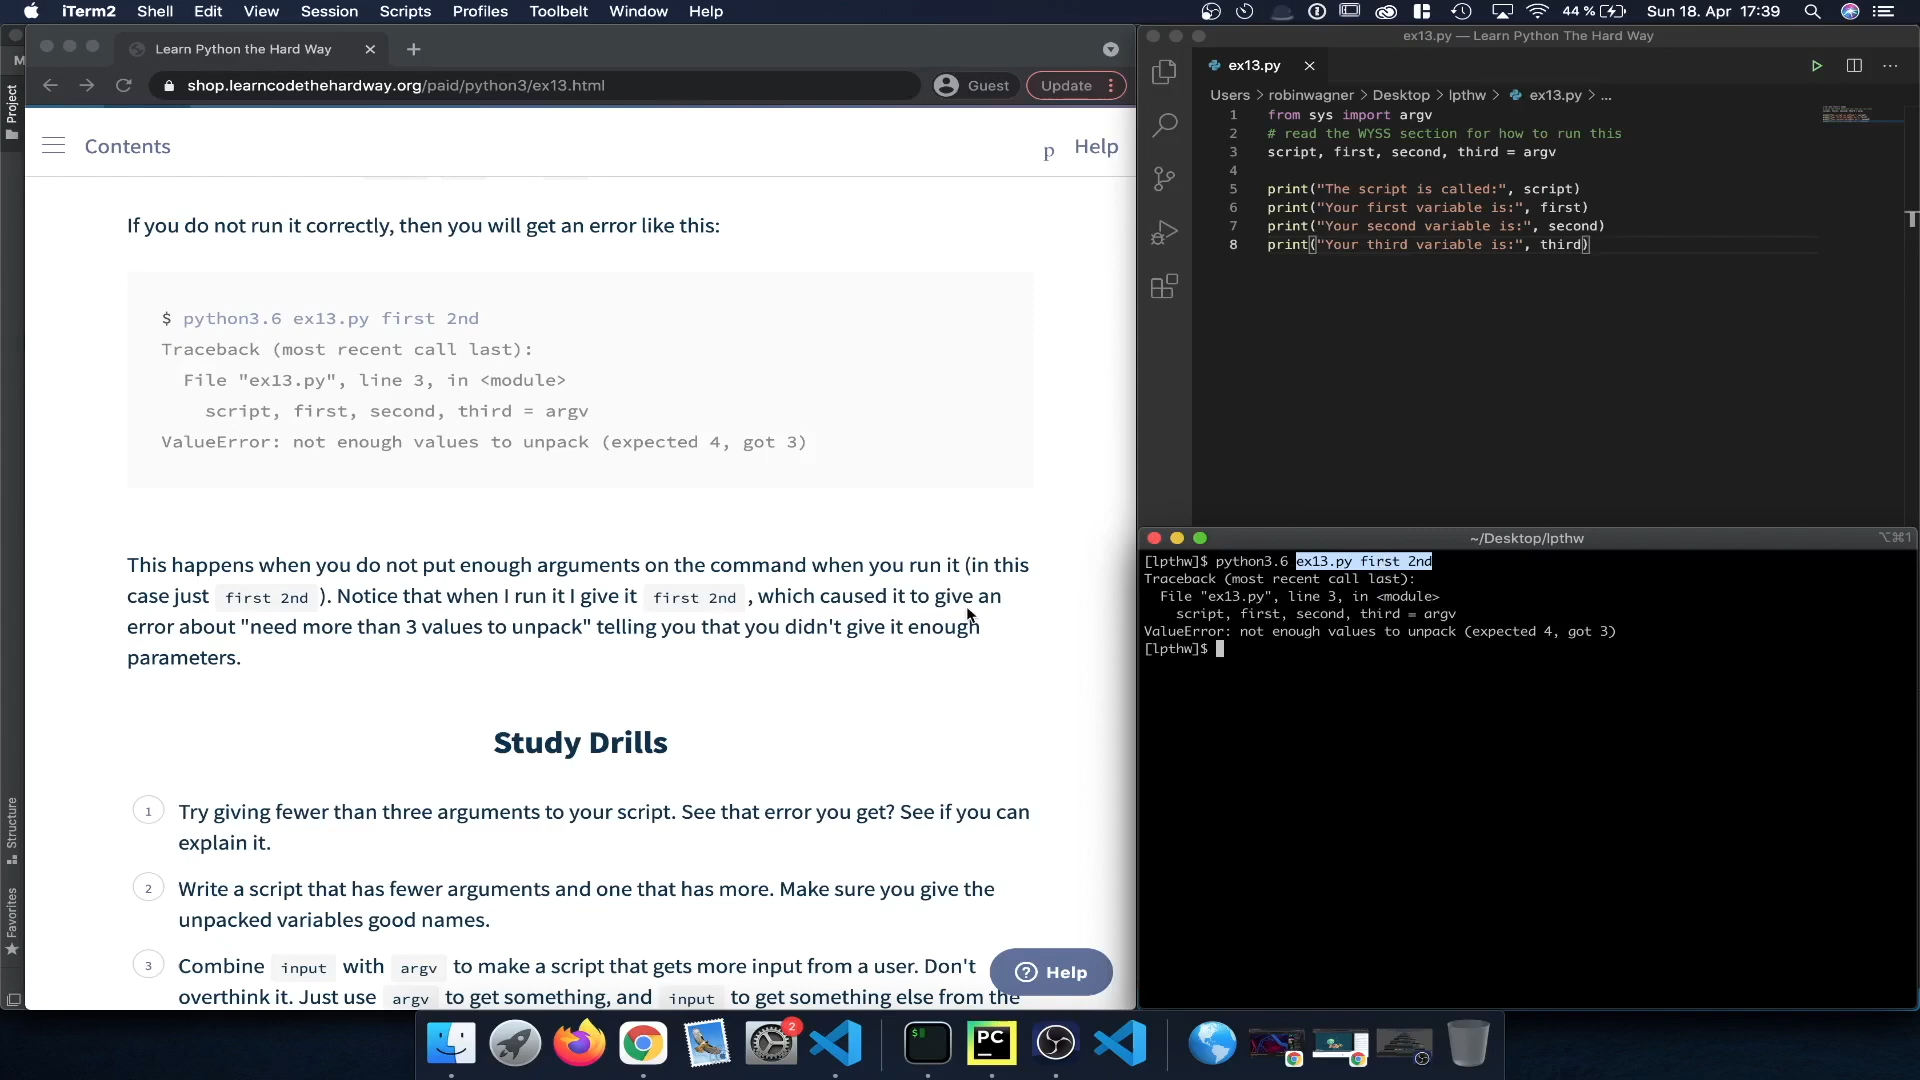 iTerm2 Shell Edit View Session Scripts Profiles Toolbelt Window Help
44 % Sun 18. Apr 17:39
Learn Python the Hard Way
shop.learncodethehardway.org/paid/python3/ex13.html
Guest
Update
Project
Structure
Favorites
Contents
p Help
If you do not run it correctly, then you will get an error like this:
$ python3.6 ex13.py first 2nd
Traceback (most recent call last):
File "ex13.py", line 3, in <module>
script, first, second, third = argv
ValueError: not enough values to unpack (expected 4, got 3)
This happens when you do not put enough arguments on the command when you run it (in this
case just first 2nd ). Notice that when I run it I give it first 2nd , which caused it to give an
error about "need more than 3 values to unpack" telling you that you didn't give it enough
parameters.
Study Drills
1 Try giving fewer than three arguments to your script. See that error you get? See if you can
explain it.
2 Write a script that has fewer arguments and one that has more. Make sure you give the
unpacked variables good names.
3 Combine input with argv to make a script that gets more input from a user. Don't
overthink it. Just use argv to get something, and input to get something else from the
Help
ex13.py — Learn Python The Hard Way
ex13.py
Users > robinwagner > Desktop > lpthw > ex13.py > ...
1 from sys import argv
2 # read the WYSS section for how to run this
3 script, first, second, third = argv
4
5 print("The script is called:", script)
6 print("Your first variable is:", first)
7 print("Your second variable is:", second)
8 print("Your third variable is:", third)
~/Desktop/lpthw
⌥⌘1
[lpthw]$ python3.6 ex13.py first 2nd
Traceback (most recent call last):
File "ex13.py", line 3, in <module>
script, first, second, third = argv
ValueError: not enough values to unpack (expected 4, got 3)
[lpthw]$
2
$
PC